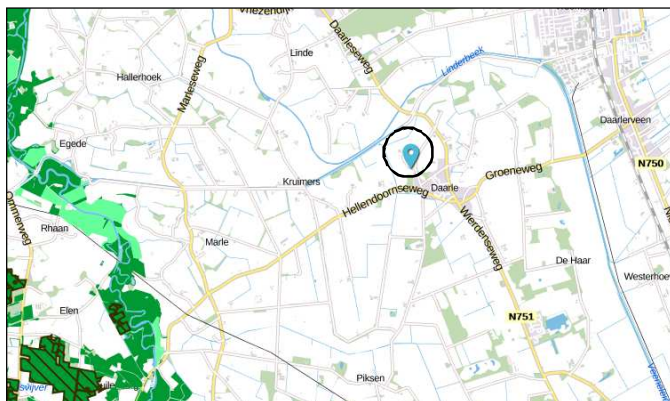 Daarleseweg
Linde
Hallerhoek
Marleseweg
Linderbeek
Daarlerveen
Egede
N750
Kruimers
Groeneweg
Daarle
Hellendoornseweg
Wierdenseweg
Rhaan
Marle
De Haar
Westerhoe
Elen
N751
Piksen